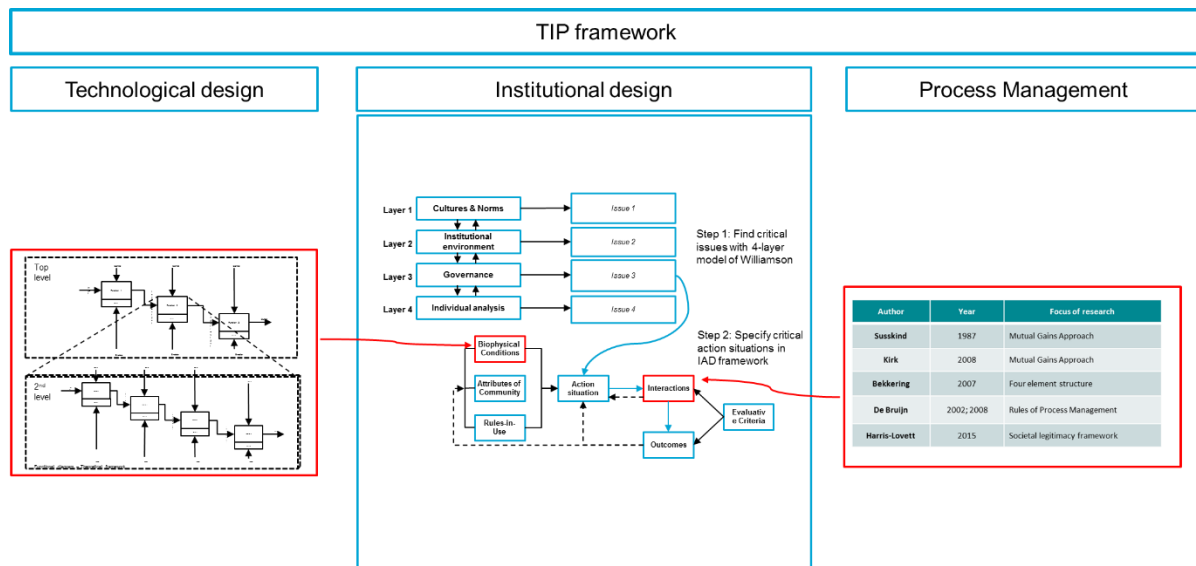 TIP framework
Technological design
Institutional design
Process Management
Top
level
2nd
level
Layer 1
Cultures & Norms
Issue 1
Layer 2
Institutional
environment
Issue 2
Layer 3
Governance
Issue 3
Layer 4
Individual analysis
Issue 4
Step 1: Find critical
issues with 4-layer
model of Williamson
Step 2: Specify critical
action situations in
IAD framework
Biophysical
Conditions
Attributes of
Community
Rules-in-
Use
Action
situation
Interactions
Outcomes
Evaluativ
e Criteria
Author Year Focus of research
Susskind 1987 Mutual Gains Approach
Kirk 2008 Mutual Gains Approach
Bekkering 2007 Four element structure
De Bruijn 2002; 2008 Rules of Process Management
Harris-Lovett 2015 Societal legitimacy framework